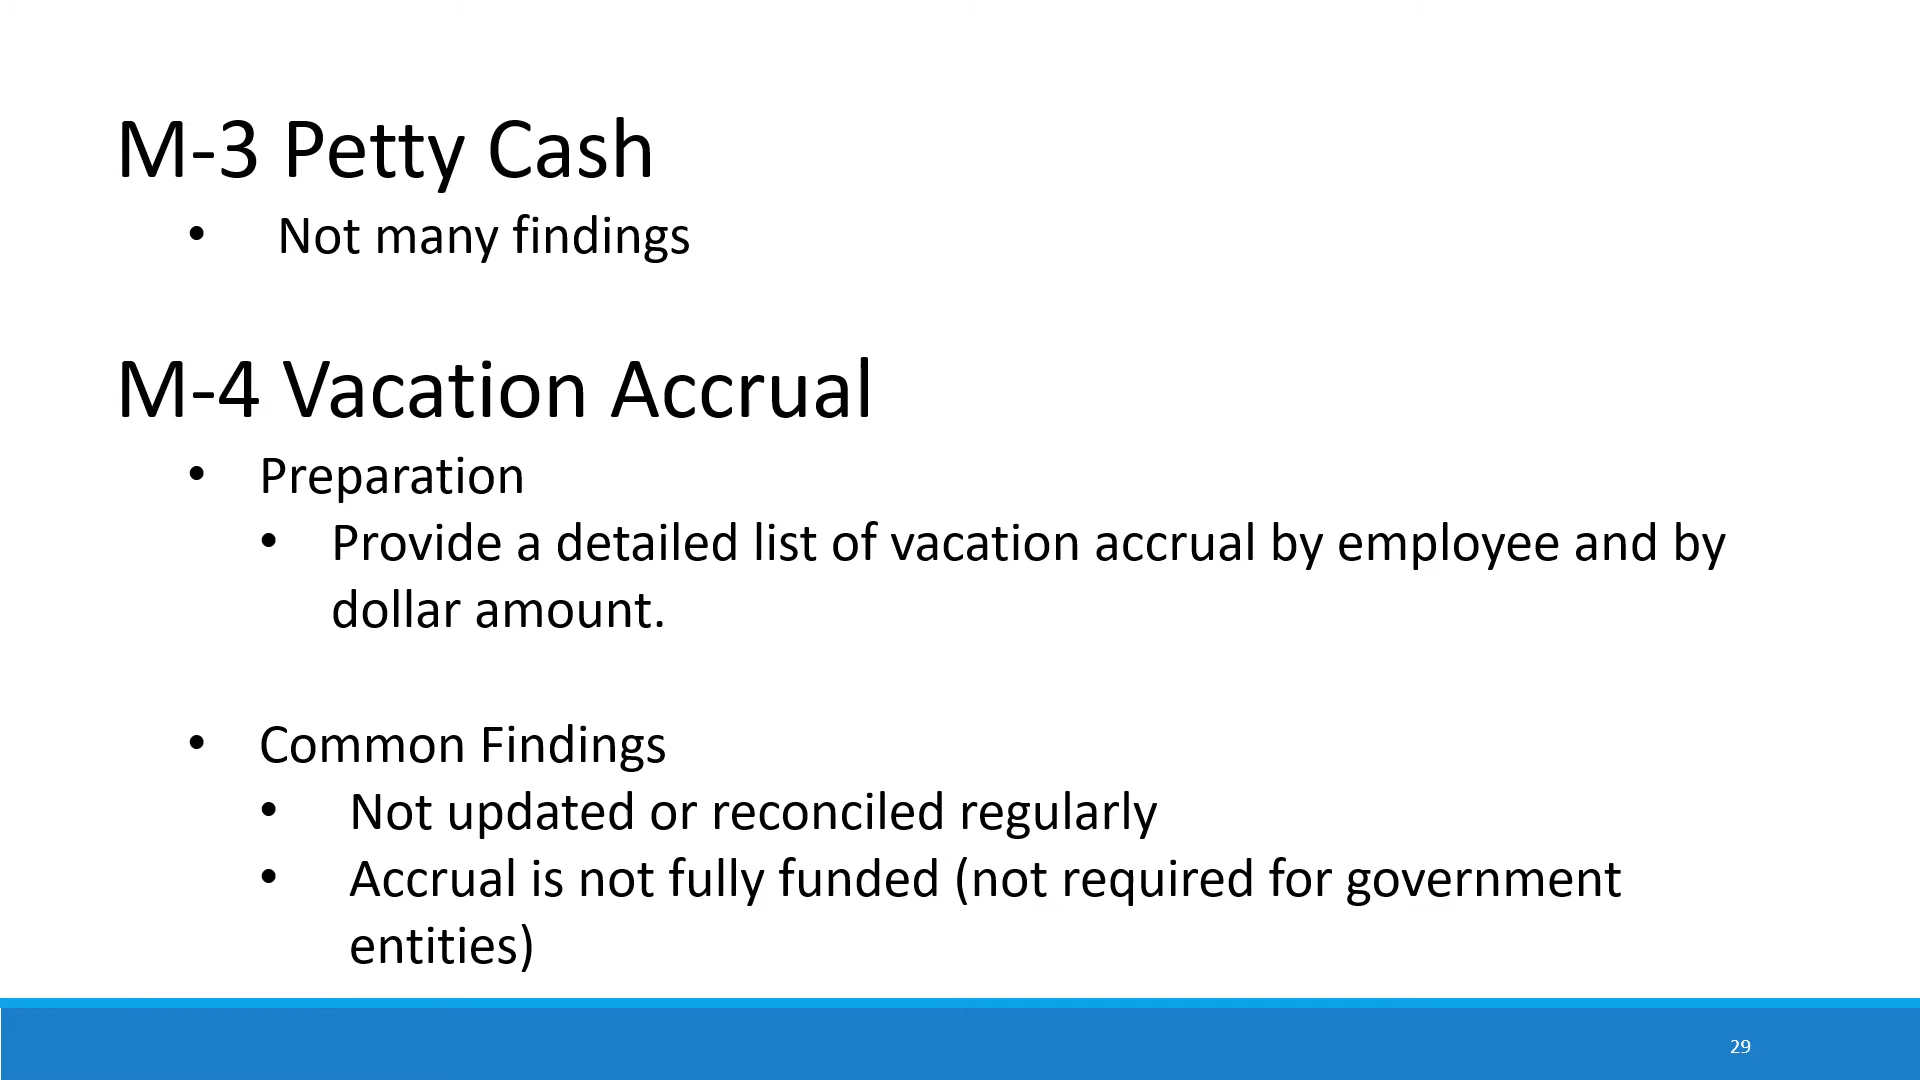 M-3 Petty Cash
• Not many findings
M-4 Vacation Accrual
• Preparation
• Provide a detailed list of vacation accrual by employee and by
dollar amount.
• Common Findings
• Not updated or reconciled regularly
• Accrual is not fully funded (not required for government
entities)
29